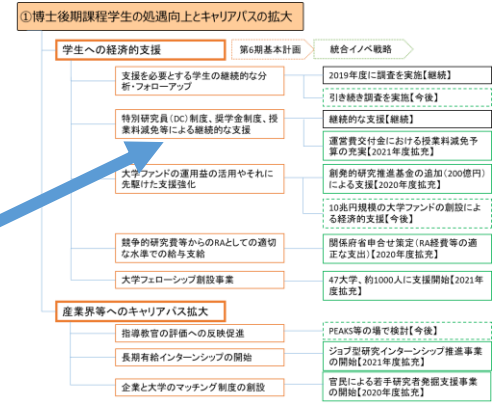 ①博士後期課程学生の処遇向上とキャリアパスの拡大
学生への経済的支援
第6期基本計画
統合イノベ戦略
支援を必要とする学生の継続的な分
析・フォローアップ
2019年度に調査を実施【継続】
引き続き調査を実施【今後】
特別研究員(DC)制度、奨学金制度、授
業料減免等による継続的な支援
継続的な支援【継続】
運営費交付金における授業料減免予
算の充実【2021年度拡充】
大学ファンドの運用益の活用やそれに
先駆けた支援強化
創発的研究推進基金の追加(200億円)
による支援【2020年度拡充】
10兆円規模の大学ファンドの創設によ
る経済的支援【今後】
競争的研究費等からのRAとしての適切
な水準での給与支給
関係府省申合せ策定(RA経費等の適
正な支出)【2020年度拡充】
大学フェローシップ創設事業
47大学、約1000人に支援開始【2021年
度拡充】
産業界等へのキャリアパス拡大
指導教官の評価への反映促進
PEAKS等の場で検討【今後】
長期有給インターンシップの開始
ジョブ型研究インターンシップ推進事業
の開始【2021年度拡充】
企業と大学のマッチング制度の創設
官民による若手研究者発掘支援事業
の開始【2020年度拡充】